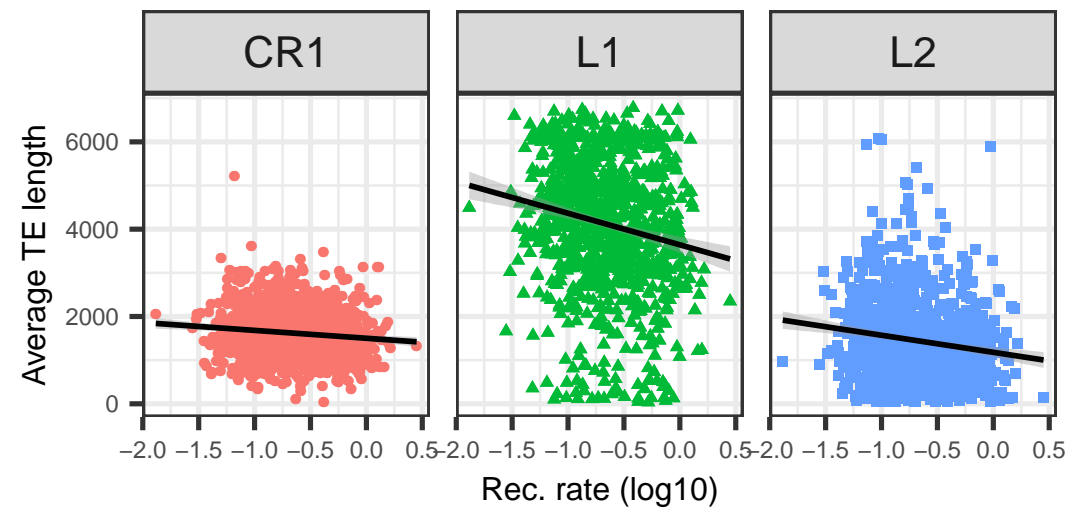 CR1 L1 L2
Average TE length
6000
4000
2000
0
−2.0 −1.5 −1.0 −0.5 0.0 0.5 −2.0 −1.5 −1.0 −0.5 0.0 0.5 −2.0 −1.5 −1.0 −0.5 0.0 0.5
Rec. rate (log10)